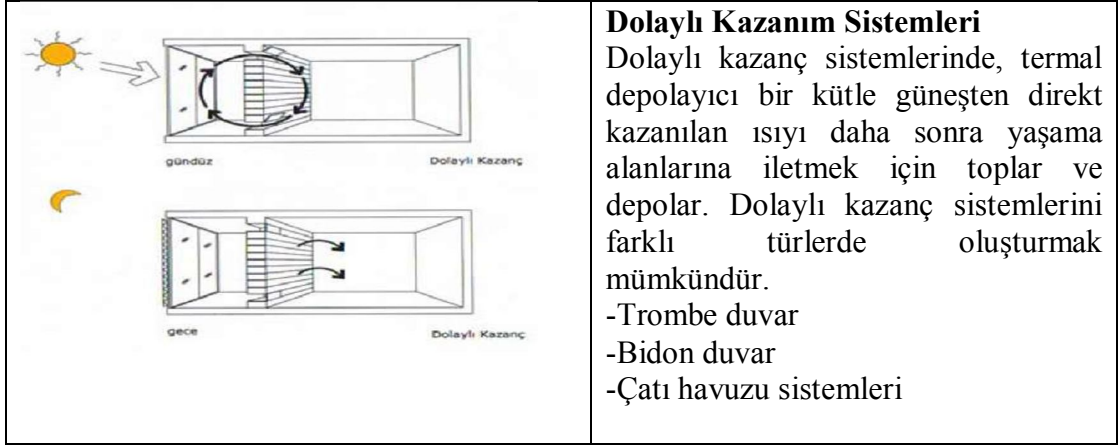 gündüz
Dolaylı Kazanç
gece
Dolaylı Kazanç
Dolaylı Kazanım Sistemleri
Dolaylı kazanç sistemlerinde, termal
depolayıcı bir kütle güneşten direkt
kazanılan ısıyı daha sonra yaşama
alanlarına iletmek için toplar ve
depolar. Dolaylı kazanç sistemlerini
farklı türlerde oluşturmak
mümkündür.
-Trombe duvar
-Bidon duvar
-Çatı havuzu sistemleri